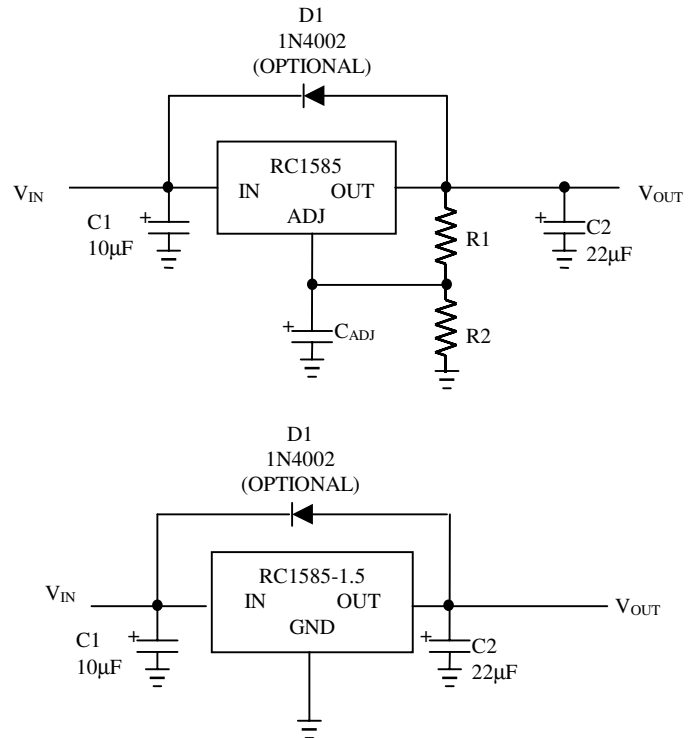 D1
1N4002
(OPTIONAL)
RC1585
VIN
IN OUT
VOUT
ADJ
+
C1
10µF
R1
+
C2
22µF
+
CADJ
R2
D1
1N4002
(OPTIONAL)
RC1585-1.5
VIN
IN OUT
VOUT
GND
C1
+
10µF
+
C2
22µF